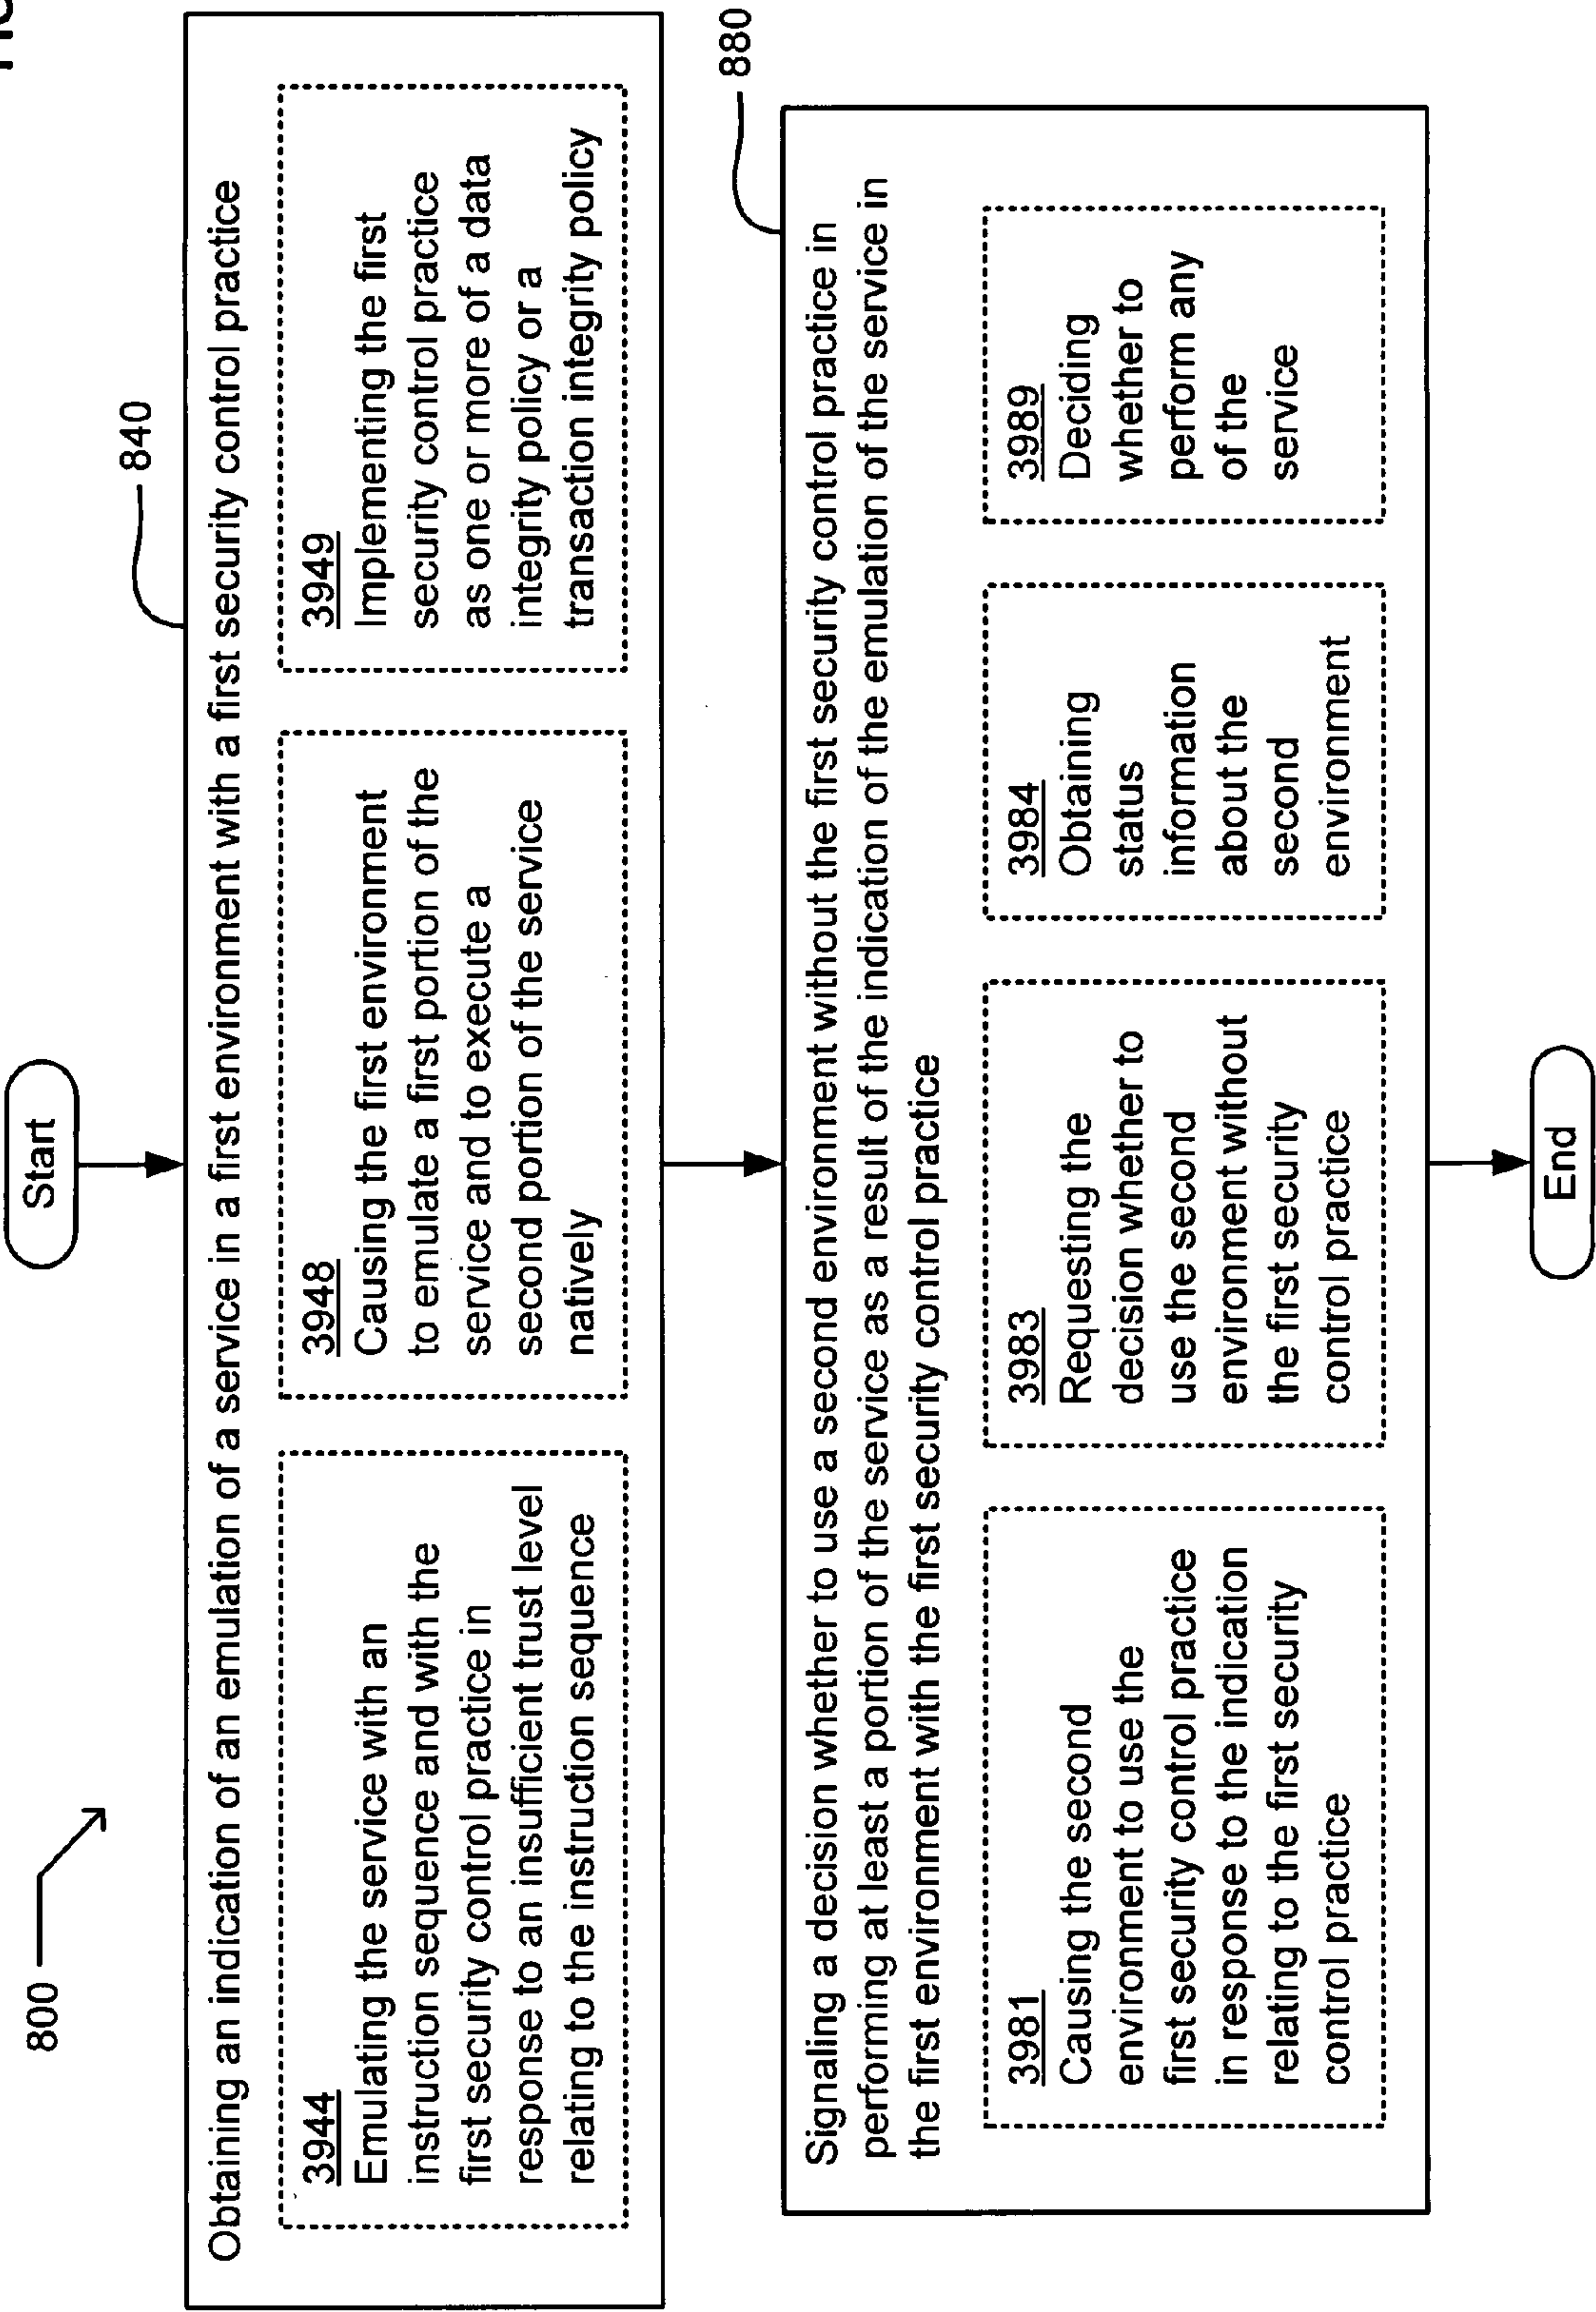 800
Start
840
Obtaining an indication of an emulation of a service in a first environment with a first security control practice
3944
Emulating the service with an
instruction sequence and with the
first security control practice in
response to an insufficient trust level
relating to the instruction sequence
3948
Causing the first environment
to emulate a first portion of the
service and to execute a
second portion of the service
natively
3949
Implementing the first
security control practice
as one or more of a data
integrity policy or a
transaction integrity policy
880
Signaling a decision whether to use a second environment without the first security control practice in
performing at least a portion of the service as a result of the indication of the emulation of the service in
the first environment with the first security control practice
3981
Causing the second
environment to use the
first security control practice
in response to the indication
relating to the first security
control practice
3983
Requesting the
decision whether to
use the second
environment without
the first security
control practice
3984
Obtaining
status
information
about the
second
environment
3989
Deciding
whether to
perform any
of the
service
End